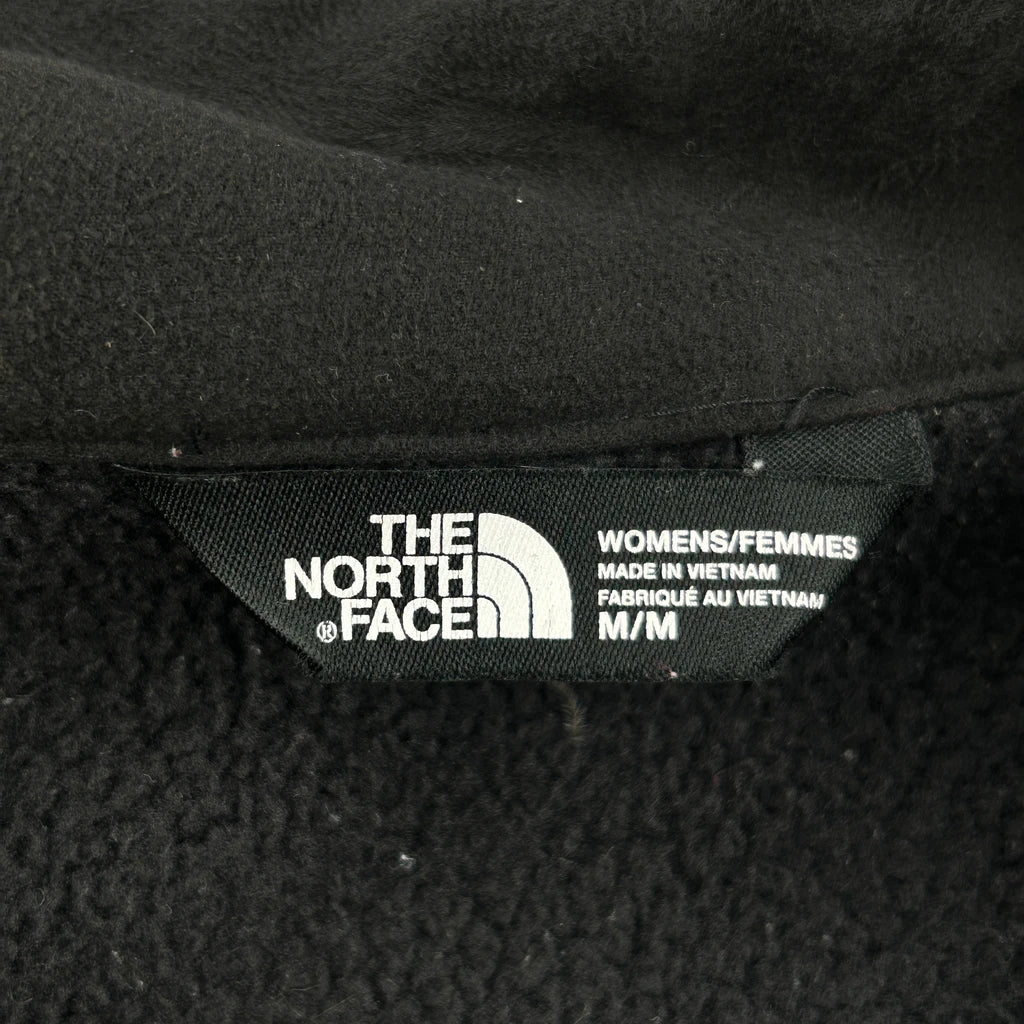 THE
NORTH
® FACE
WOMENS/FEMMES
MADE IN VIETNAM
FABRIQUÉ AU VIETNAM
M/M